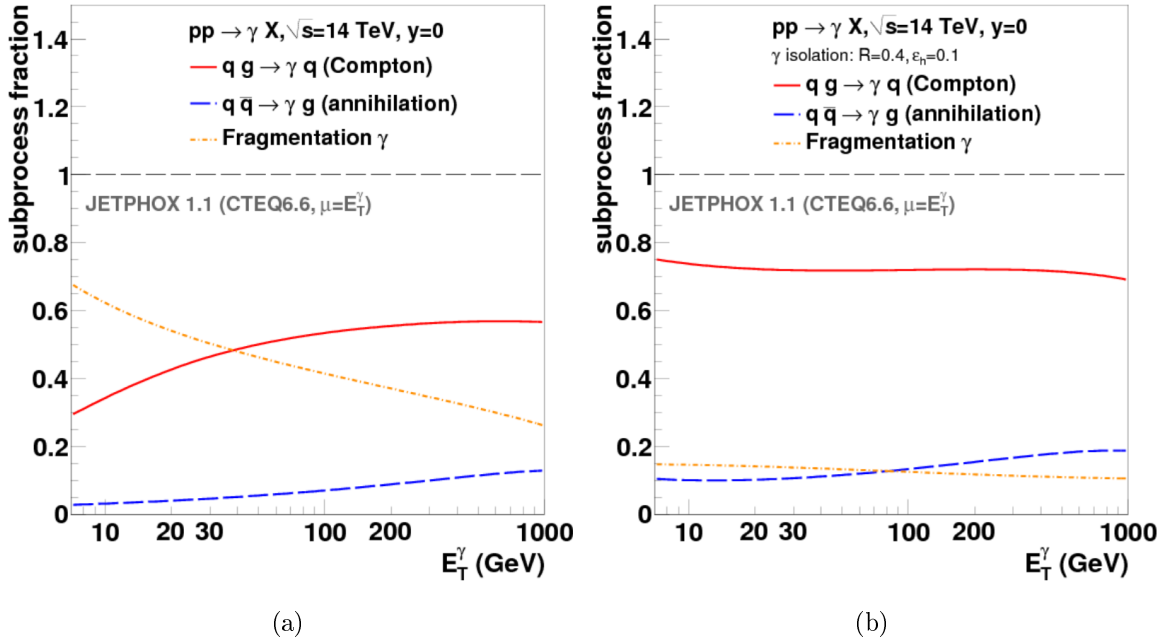 pp → γ X, √s=14 TeV, y=0
q g → γ q (Compton)
q q̄ → γ g (annihilation)
Fragmentation γ
JETPHOX 1.1 (CTEQ6.6, μ=E_T^γ)
subprocess fraction
1.4
1.2
1
0.8
0.6
0.4
0.2
0
10 20 30 100 200 1000
E_T^γ (GeV)
(a)
pp → γ X, √s=14 TeV, y=0
γ isolation: R=0.4, ε_h=0.1
q g → γ q (Compton)
q q̄ → γ g (annihilation)
Fragmentation γ
JETPHOX 1.1 (CTEQ6.6, μ=E_T^γ)
subprocess fraction
1.4
1.2
1
0.8
0.6
0.4
0.2
0
10 20 30 100 200 1000
E_T^γ (GeV)
(b)